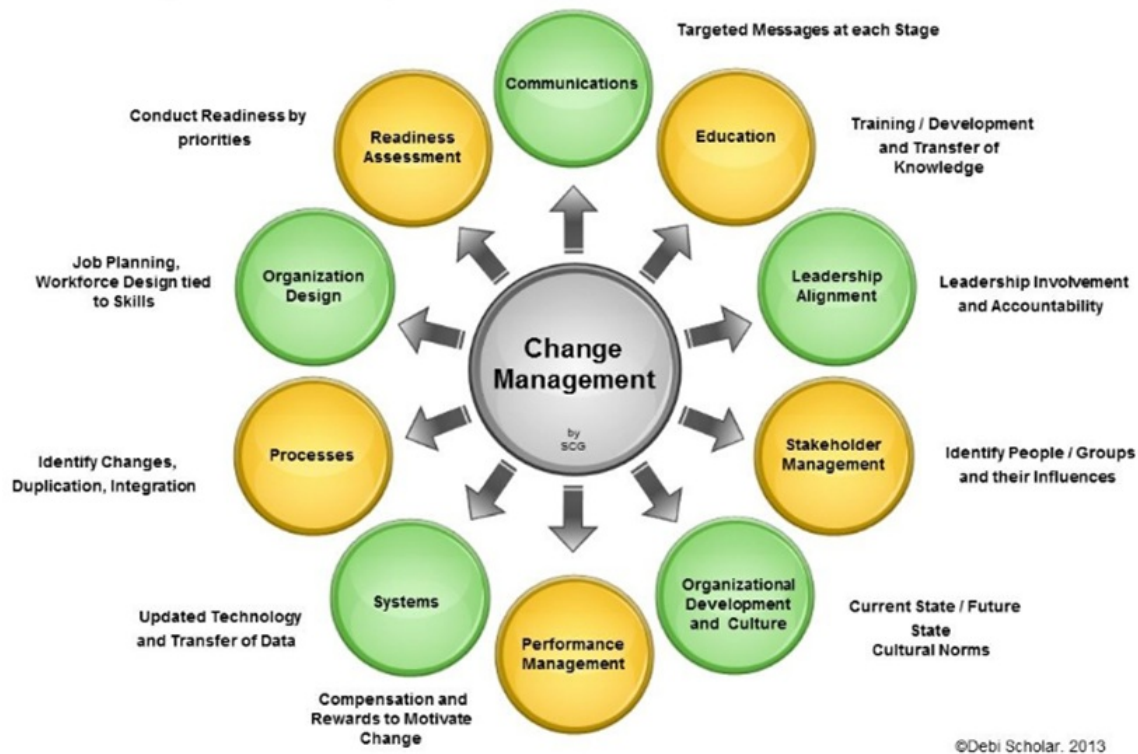 Communications
Targeted Messages at each Stage
Education
Training / Development
and Transfer of
Knowledge
Leadership
Alignment
Leadership Involvement
and Accountability
Stakeholder
Management
Identify People / Groups
and their Influences
Organizational
Development
and Culture
Current State / Future
State
Cultural Norms
Performance
Management
Compensation and
Rewards to Motivate
Change
Systems
Updated Technology
and Transfer of Data
Processes
Identify Changes,
Duplication, Integration
Organization
Design
Job Planning,
Workforce Design tied
to Skills
Readiness
Assessment
Conduct Readiness by
priorities
Change
Management
by
SCG
©Debi Scholar. 2013